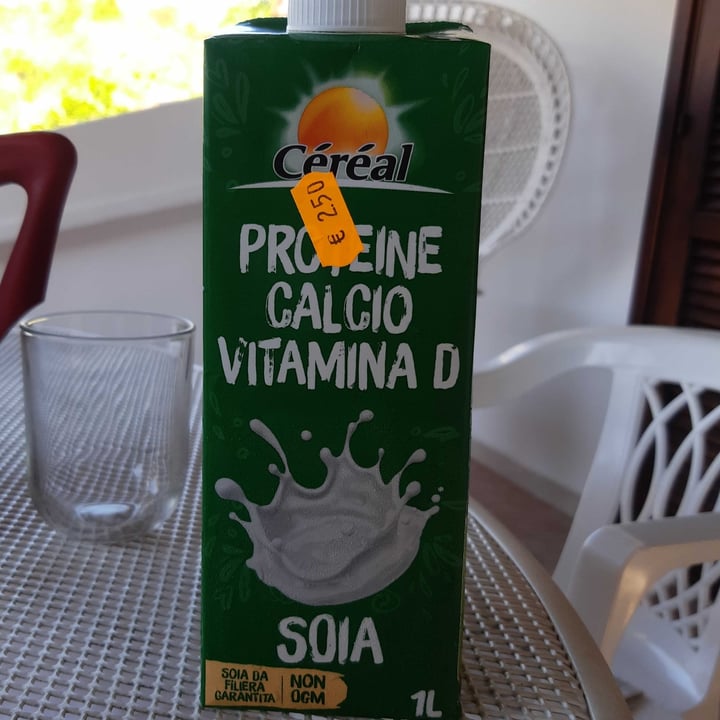 Céréal
€ 2,50
PROTEINE
CALCIO
VITAMINA D
SOIA
SOIA DA
FILIERA
GARANTITA
NON
OGM
1L